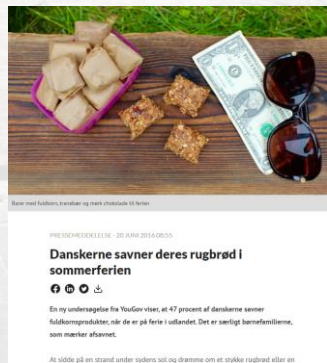 Barer med fuldkorn, tranebær og mørk chokolade til ferien
PRESSEMEDDELELSE · 20 JUNI 2016 08:55
Danskerne savner deres rugbrød i
sommerferien
En ny undersøgelse fra YouGov viser, at 47 procent af danskerne savner
fuldkornsprodukter, når de er på ferie i udlandet. Det er særligt børnefamilierne,
som mærker afsavnet.
At sidde på en strand under sydens sol og drømme om et stykke rugbrød eller en